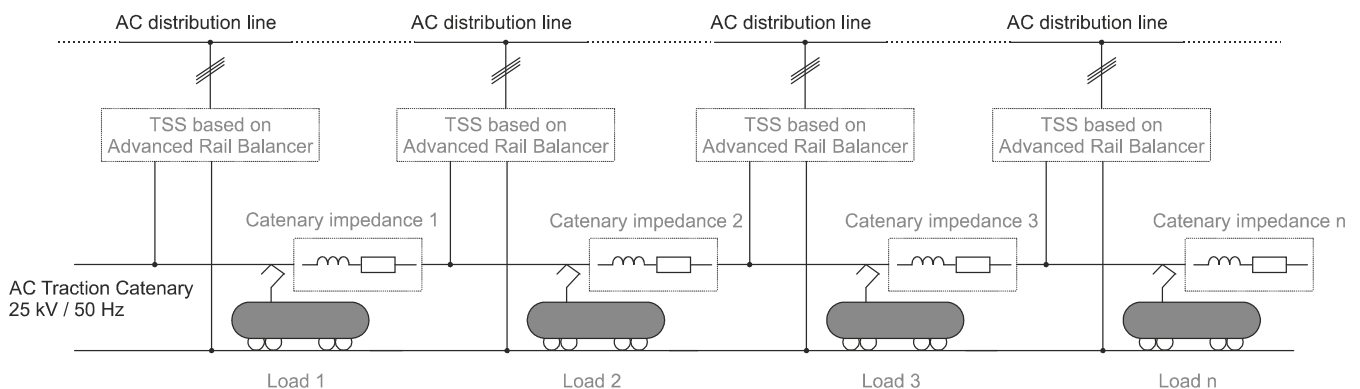 AC distribution line
AC distribution line
AC distribution line
AC distribution line
TSS based on
Advanced Rail Balancer
TSS based on
Advanced Rail Balancer
TSS based on
Advanced Rail Balancer
TSS based on
Advanced Rail Balancer
Catenary impedance 1
Catenary impedance 2
Catenary impedance 3
Catenary impedance n
AC Traction Catenary
25 kV / 50 Hz
Load 1
Load 2
Load 3
Load n